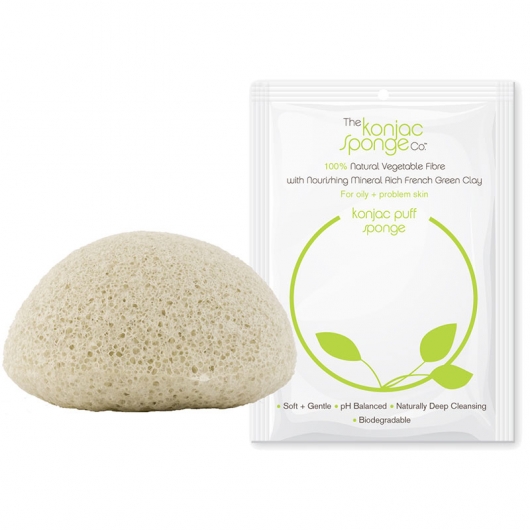 The
konjac
sponge Co™
100% Natural Vegetable Fibre
with Nourishing Mineral Rich French Green Clay
For oily + problem skin
konjac puff
sponge
• Soft + Gentle • pH Balanced • Naturally Deep Cleansing
• Biodegradable